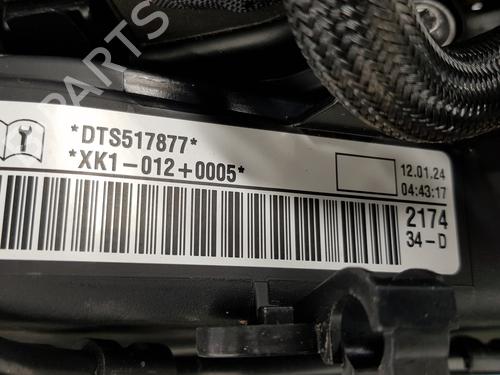 PARTS
*DTS517877*
*XK1-012+0005*
12.01.24
04:43:17
2174
34-D